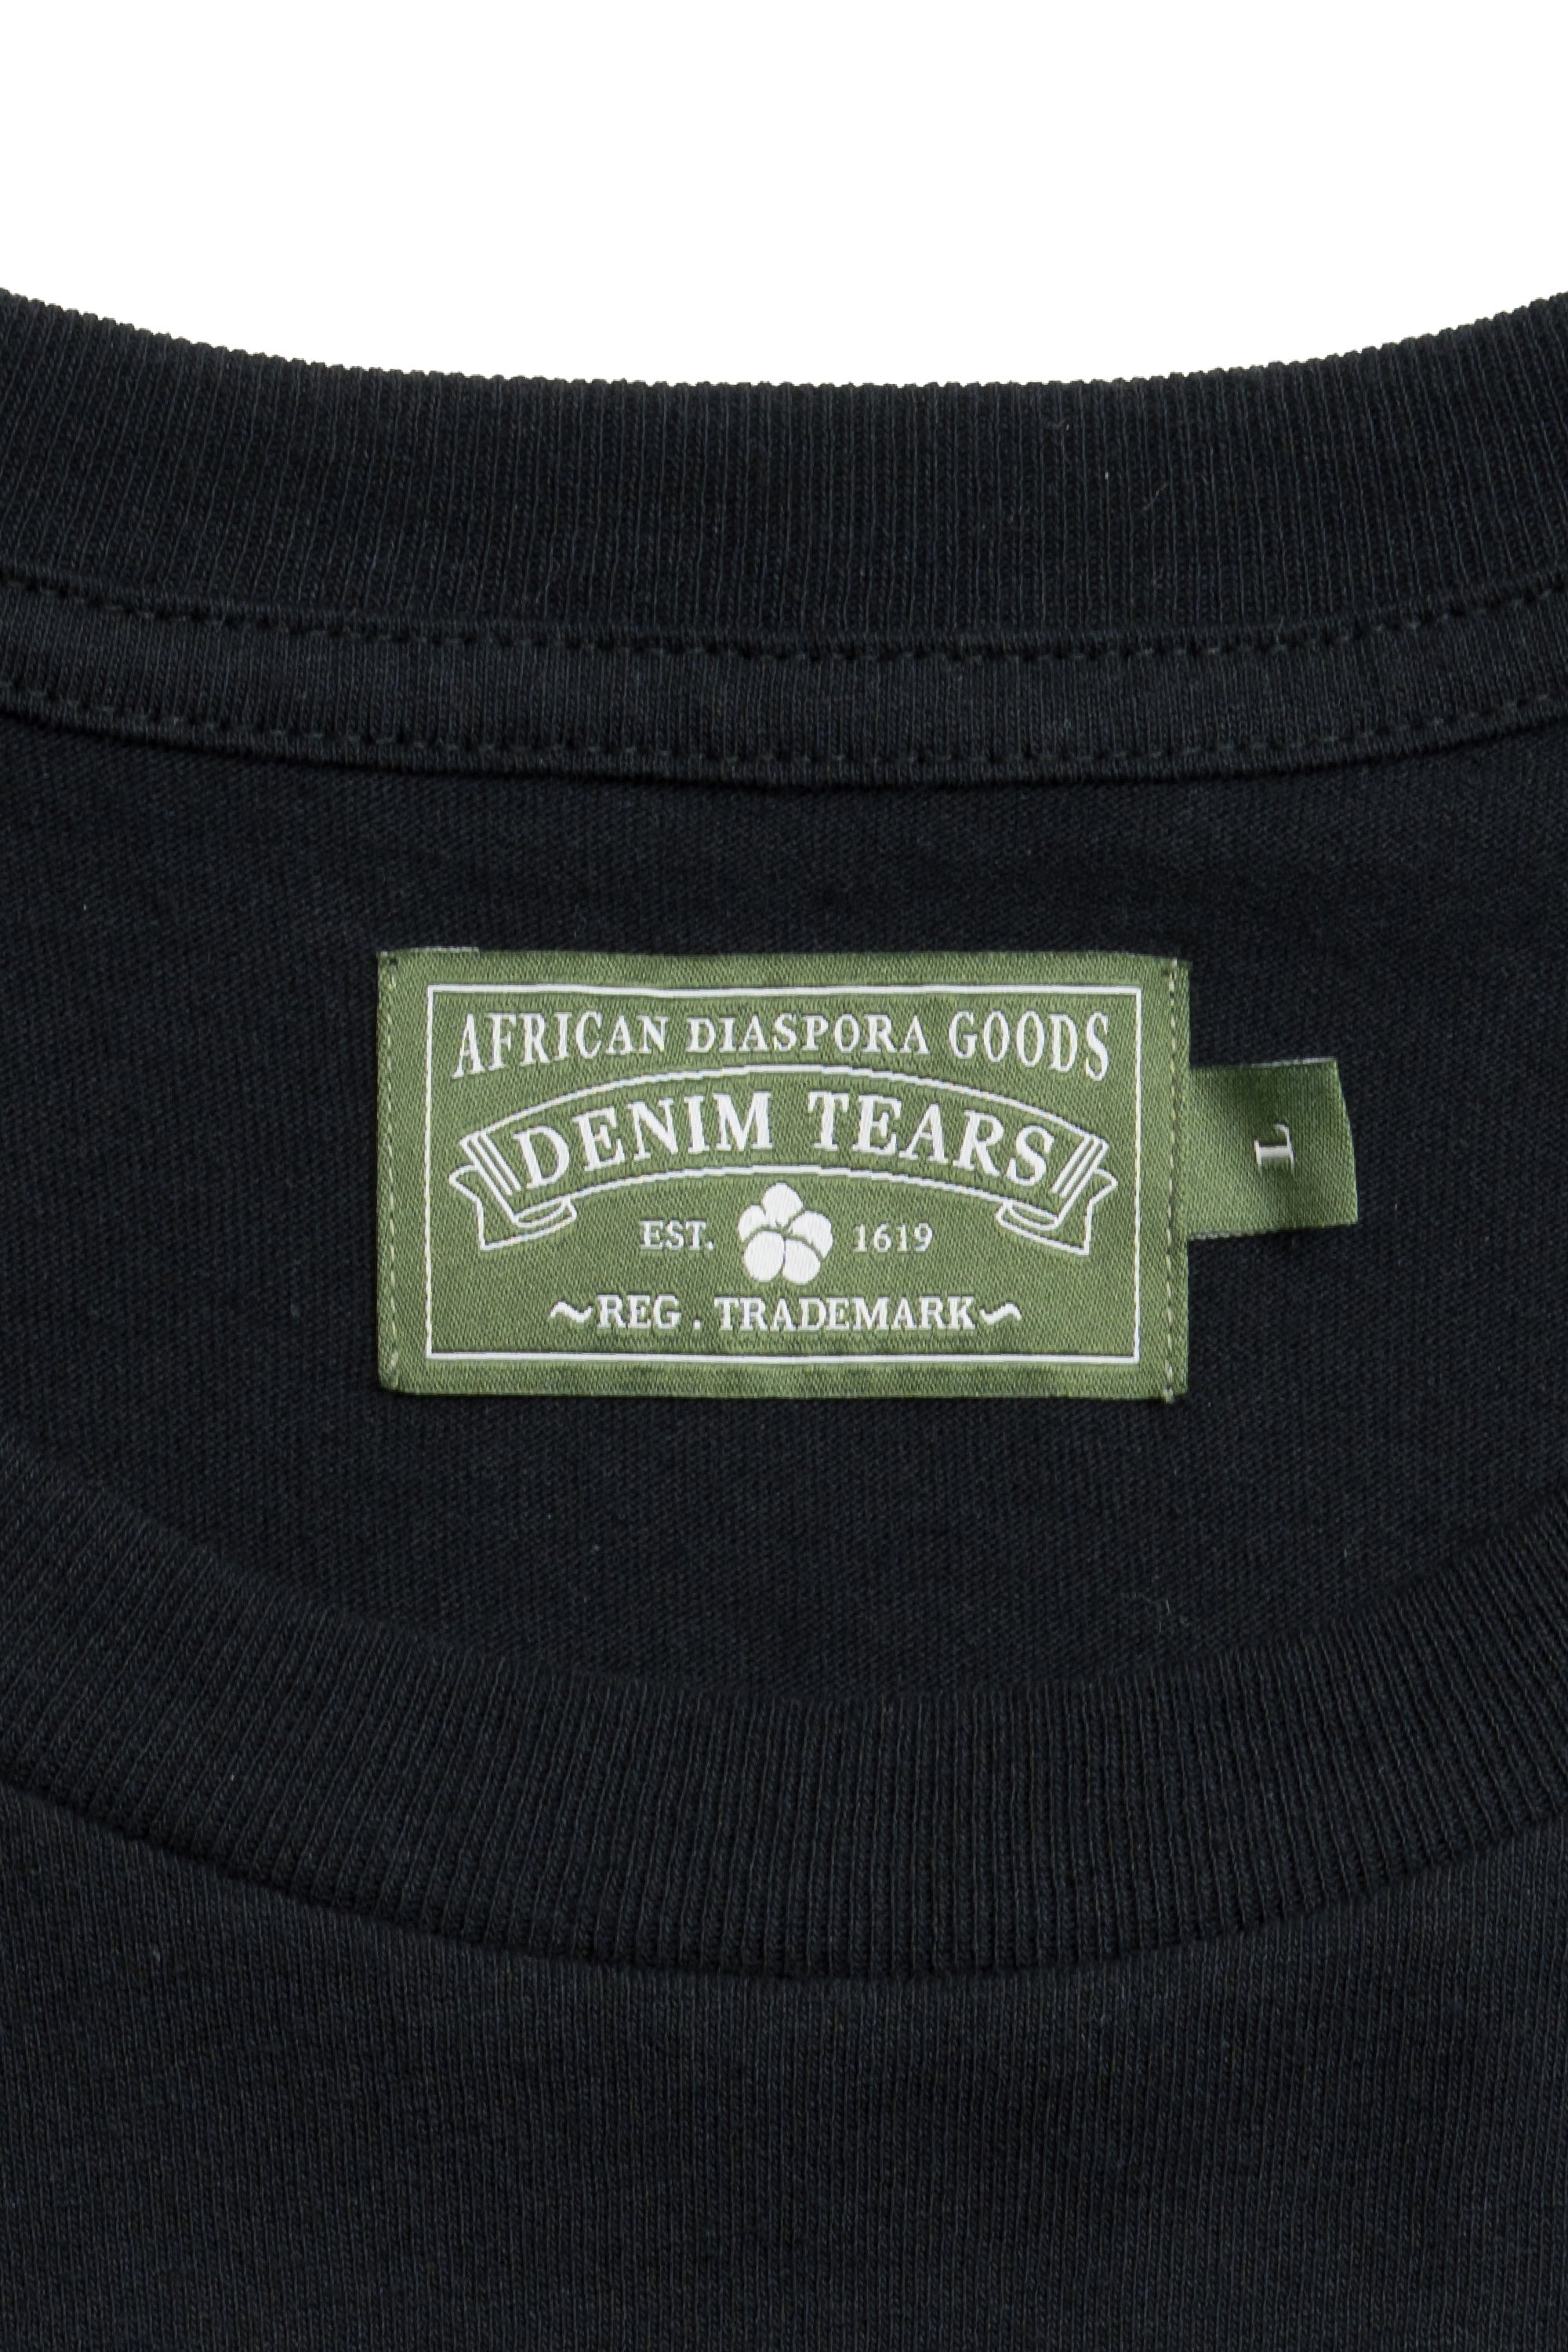 AFRICAN DIASPORA GOODS
DENIM TEARS
EST. 1619
~REG. TRADEMARK~
L